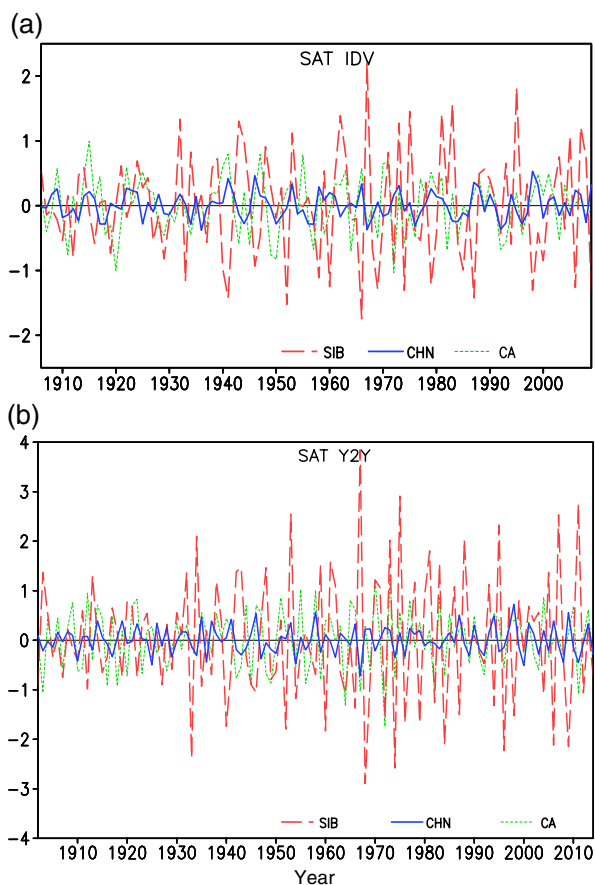 (a)
SAT IDV
2
1
0
−1
−2
SIB CHN CA
1910 1920 1930 1940 1950 1960 1970 1980 1990 2000
(b)
SAT Y2Y
4
3
2
1
0
−1
−2
−3
−4
SIB CHN CA
1910 1920 1930 1940 1950 1960 1970 1980 1990 2000 2010
Year